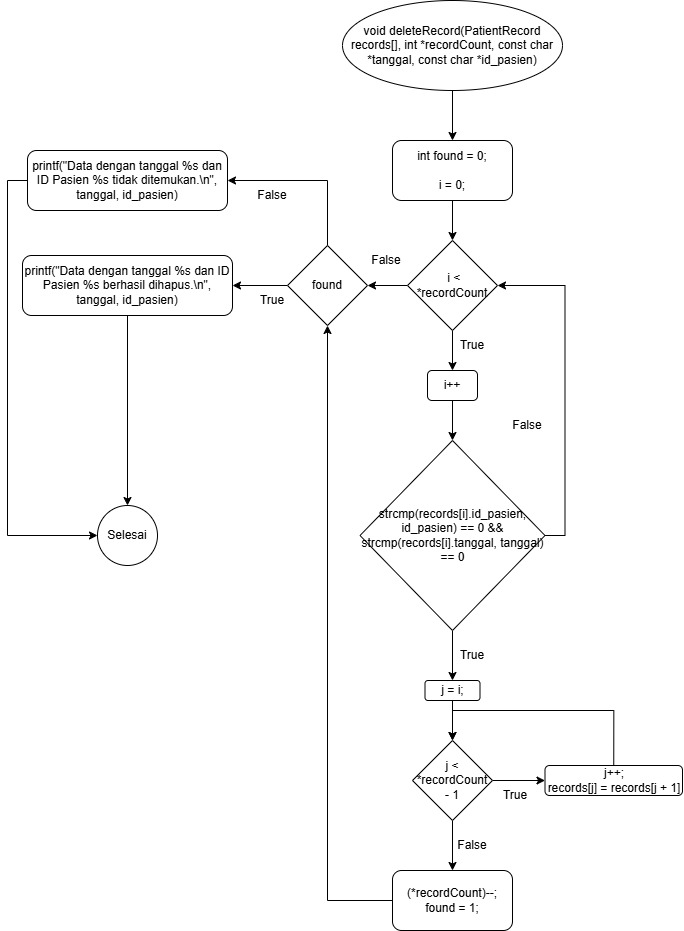 void deleteRecord(PatientRecord
records[], int *recordCount, const char
*tanggal, const char *id_pasien)
int found = 0;
i = 0;
i <
*recordCount
False
True
found
False
True
printf("Data dengan tanggal %s dan
ID Pasien %s tidak ditemukan.\n",
tanggal, id_pasien)
printf("Data dengan tanggal %s dan ID
Pasien %s berhasil dihapus.\n",
tanggal, id_pasien)
Selesai
i++
False
strcmp(records[i].id_pasien,
id_pasien) == 0 &&
strcmp(records[i].tanggal, tanggal)
== 0
True
j = i;
j <
*recordCount
- 1
True
j++;
records[j] = records[j + 1]
False
(*recordCount)--;
found = 1;